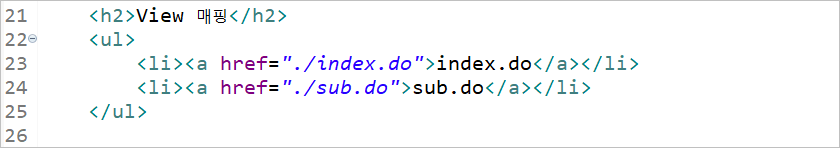 21 <h2>View 매핑</h2>
22 <ul>
23 <li><a href="./index.do">index.do</a></li>
24 <li><a href="./sub.do">sub.do</a></li>
25 </ul>
26